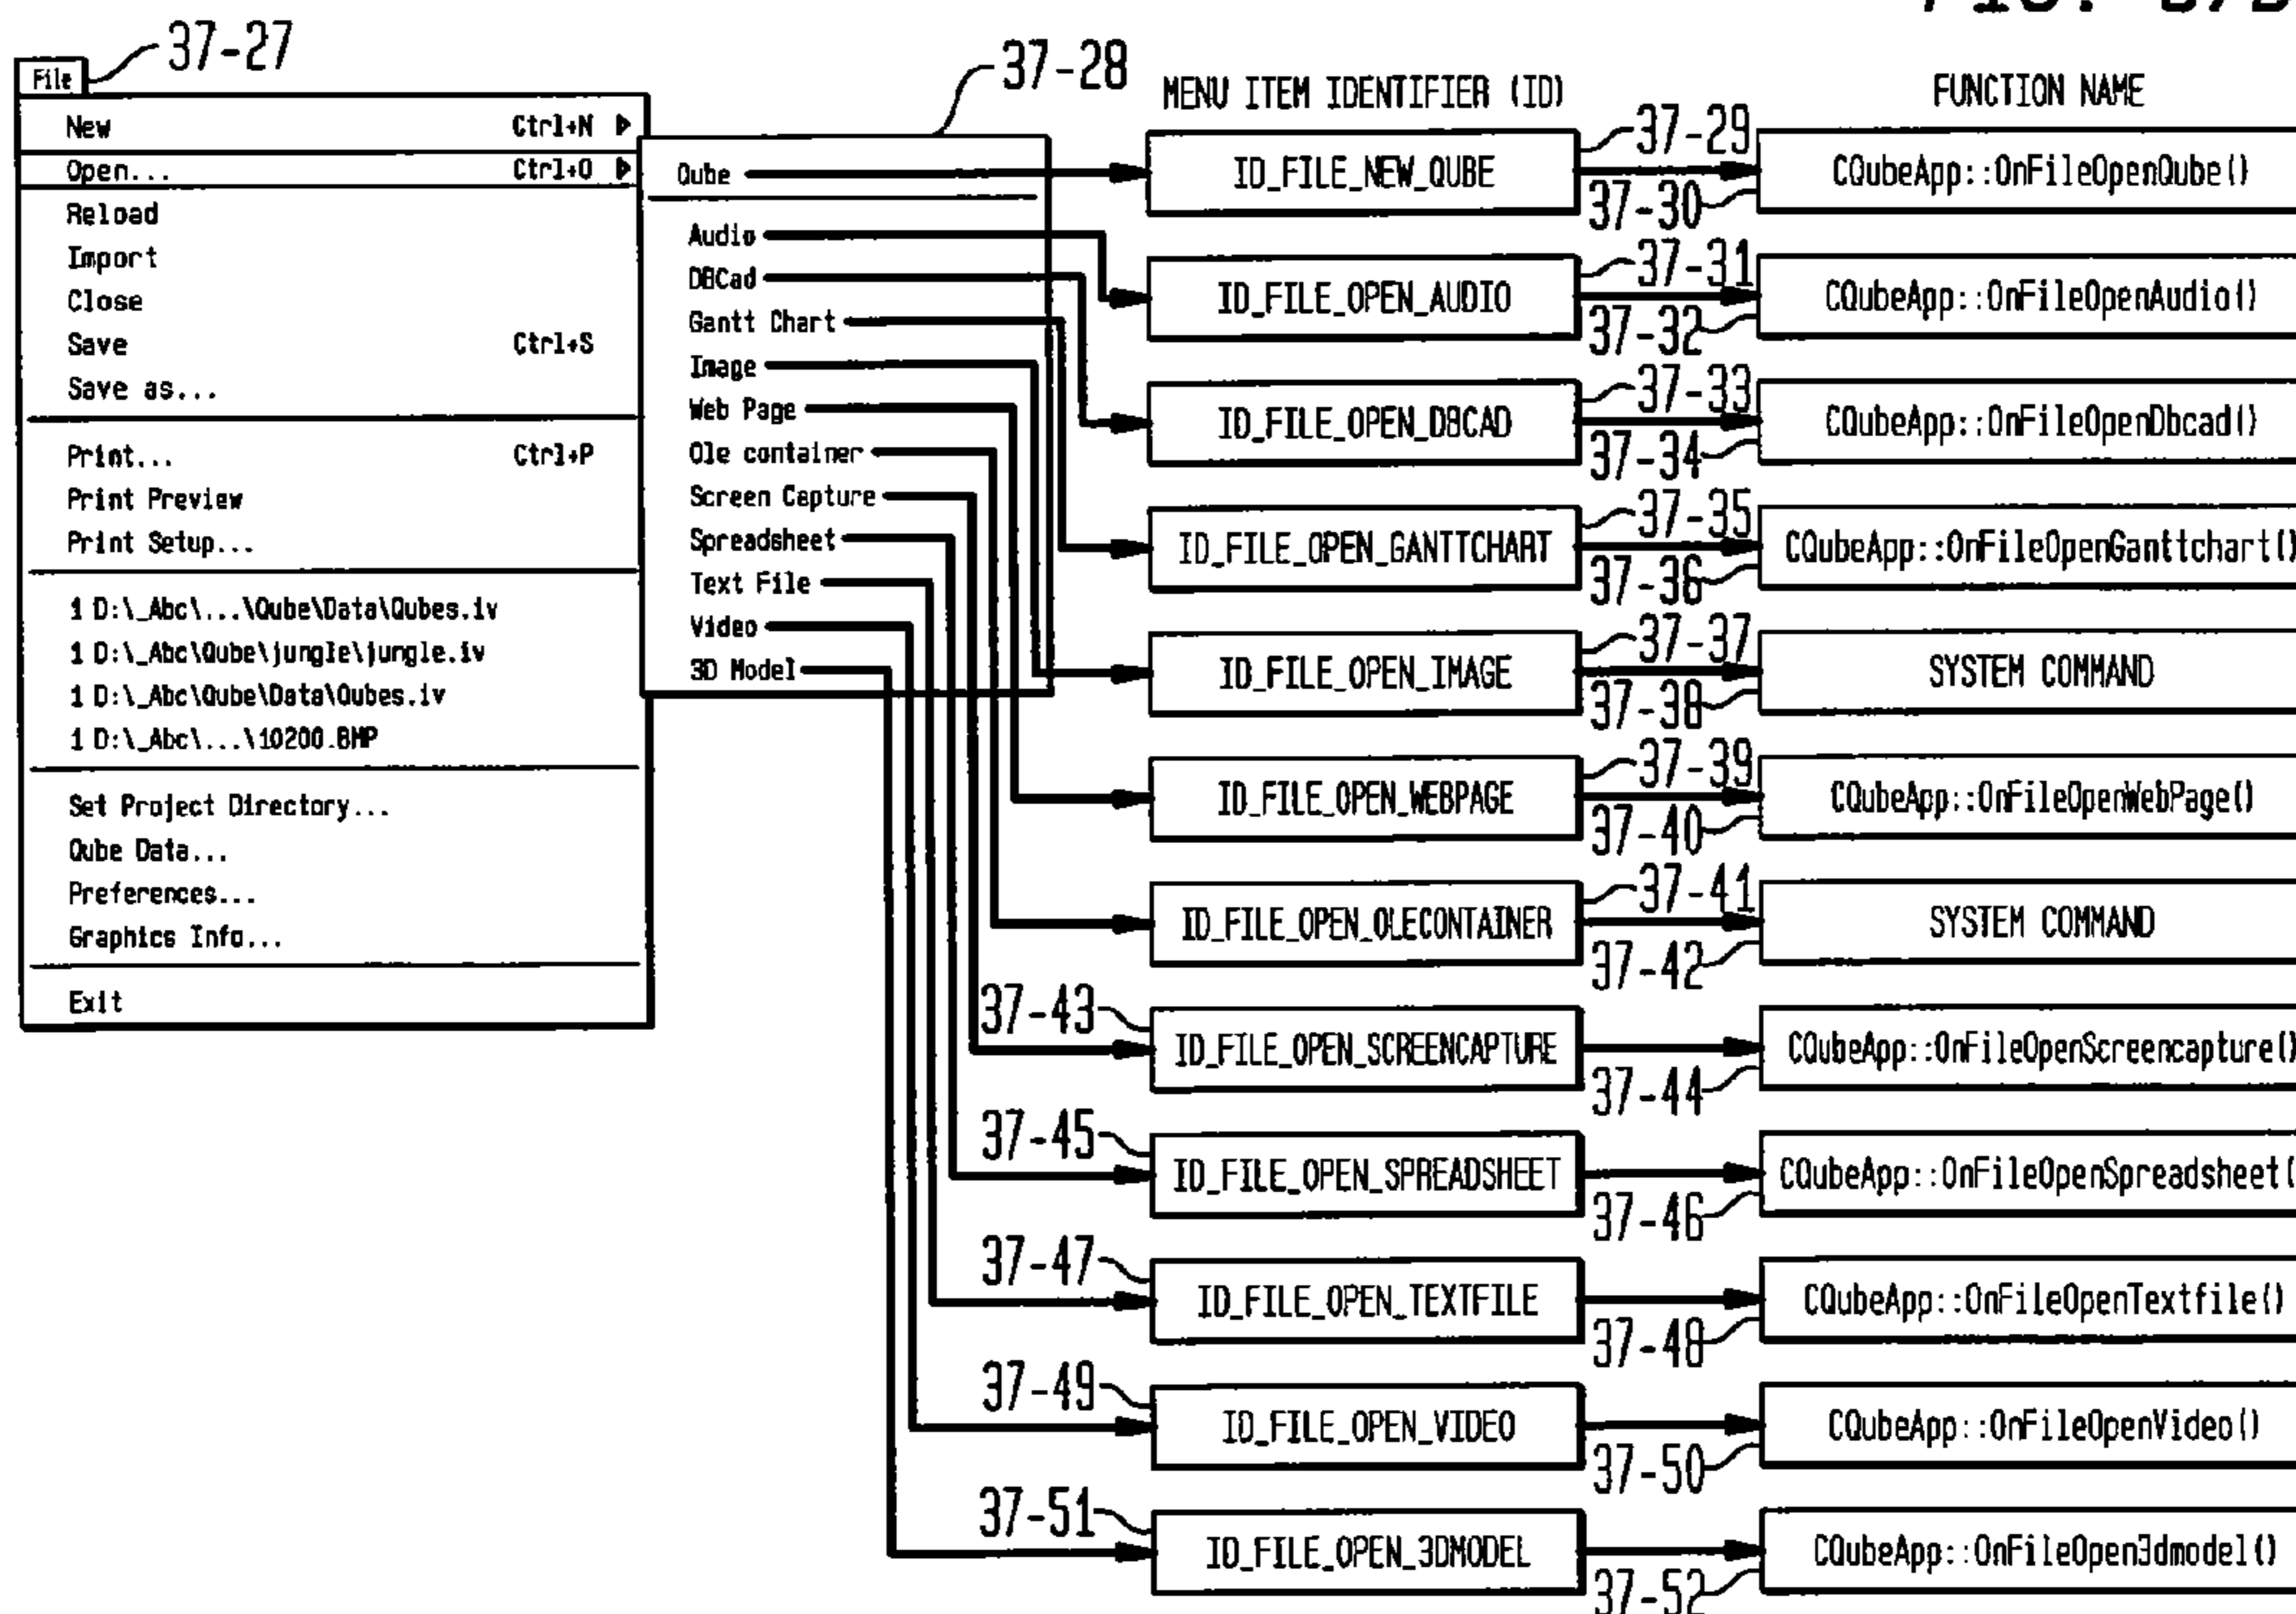 37-27
File
New Ctrl+N
Open... Ctrl+O
Reload
Import
Close
Save Ctrl+S
Save as...
Print... Ctrl+P
Print Preview
Print Setup...
1 D:\_Abc\...\Qube\Data\Qubes.iv
1 D:\_Abc\Qube\jungle\jungle.iv
1 D:\_Abc\Qube\Data\Qubes.iv
1 D:\_Abc\...\10200.BMP
Set Project Directory...
Qube Data...
Preferences...
Graphics Info...
Exit
37-28
Qube
Audio
DBCad
Gantt Chart
Image
Web Page
Ole container
Screen Capture
Spreadsheet
Text File
Video
3D Model
MENU ITEM IDENTIFIER (ID)
FUNCTION NAME
ID_FILE_NEW_QUBE
37-29
37-30
CQubeApp::OnFileOpenQube()
ID_FILE_OPEN_AUDIO
37-31
37-32
CQubeApp::OnFileOpenAudio()
ID_FILE_OPEN_DBCAD
37-33
37-34
CQubeApp::OnFileOpenDbcad()
ID_FILE_OPEN_GANTTCHART
37-35
37-36
CQubeApp::OnFileOpenGanttchart()
ID_FILE_OPEN_IMAGE
37-37
37-38
SYSTEM COMMAND
ID_FILE_OPEN_WEBPAGE
37-39
37-40
CQubeApp::OnFileOpenWebPage()
ID_FILE_OPEN_OLECONTAINER
37-41
37-42
SYSTEM COMMAND
37-43
ID_FILE_OPEN_SCREENCAPTURE
37-44
CQubeApp::OnFileOpenScreencapture()
37-45
ID_FILE_OPEN_SPREADSHEET
37-46
CQubeApp::OnFileOpenSpreadsheet(
37-47
ID_FILE_OPEN_TEXTFILE
37-48
CQubeApp::OnFileOpenTextfile()
37-49
ID_FILE_OPEN_VIDEO
37-50
CQubeApp::OnFileOpenVideo()
37-51
ID_FILE_OPEN_3DMODEL
37-52
CQubeApp::OnFileOpen3dmodel()